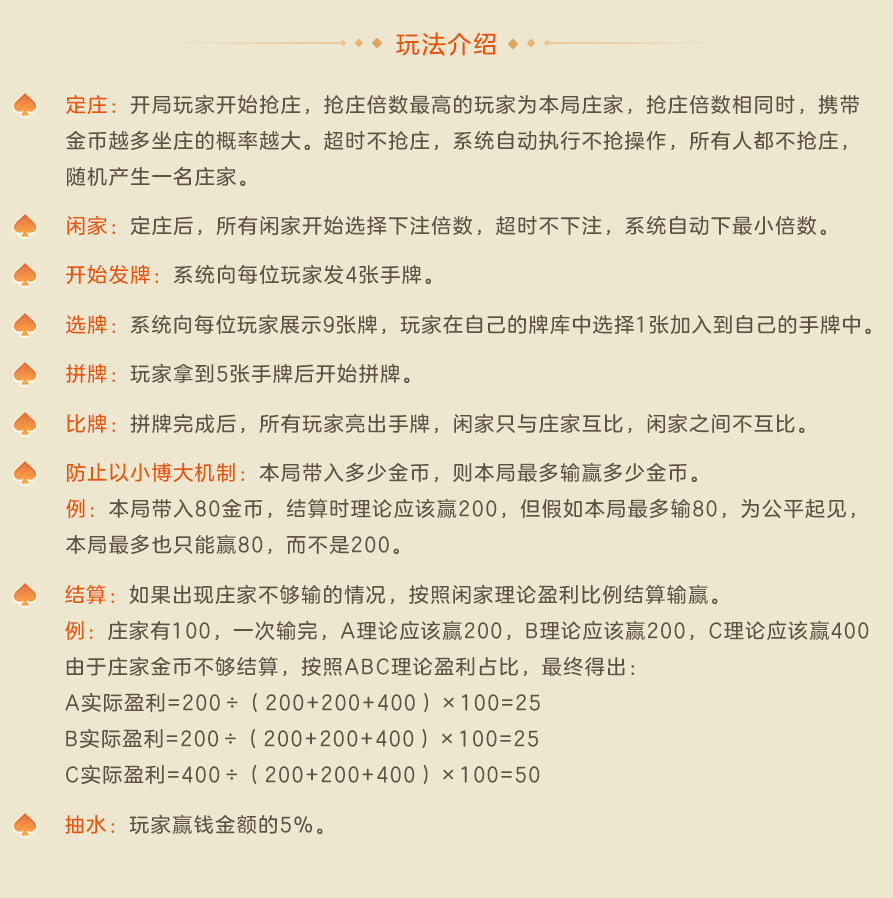 玩法介绍
定庄：开局玩家开始抢庄，抢庄倍数最高的玩家为本局庄家，抢庄倍数相同时，携带
金币越多坐庄的概率越大。超时不抢庄，系统自动执行不抢操作，所有人都不抢庄，
随机产生一名庄家。
闲家：定庄后，所有闲家开始选择下注倍数，超时不下注，系统自动下最小倍数。
开始发牌：系统向每位玩家发4张手牌。
选牌：系统向每位玩家展示9张牌，玩家在自己的牌库中选择1张加入到自己的手牌中。
拼牌：玩家拿到5张手牌后开始拼牌。
比牌：拼牌完成后，所有玩家亮出手牌，闲家只与庄家互比，闲家之间不互比。
防止以小博大机制：本局带入多少金币，则本局最多输赢多少金币。
例：本局带入80金币，结算时理论应该赢200，但假如本局最多输80，为公平起见，
本局最多也只能赢80，而不是200。
结算：如果出现庄家不够输的情况，按照闲家理论盈利比例结算输赢。
例：庄家有100，一次输完，A理论应该赢200，B理论应该赢200，C理论应该赢400
由于庄家金币不够结算，按照ABC理论盈利占比，最终得出：
A实际盈利=200÷（200+200+400）×100=25
B实际盈利=200÷（200+200+400）×100=25
C实际盈利=400÷（200+200+400）×100=50
抽水：玩家赢钱金额的5%。